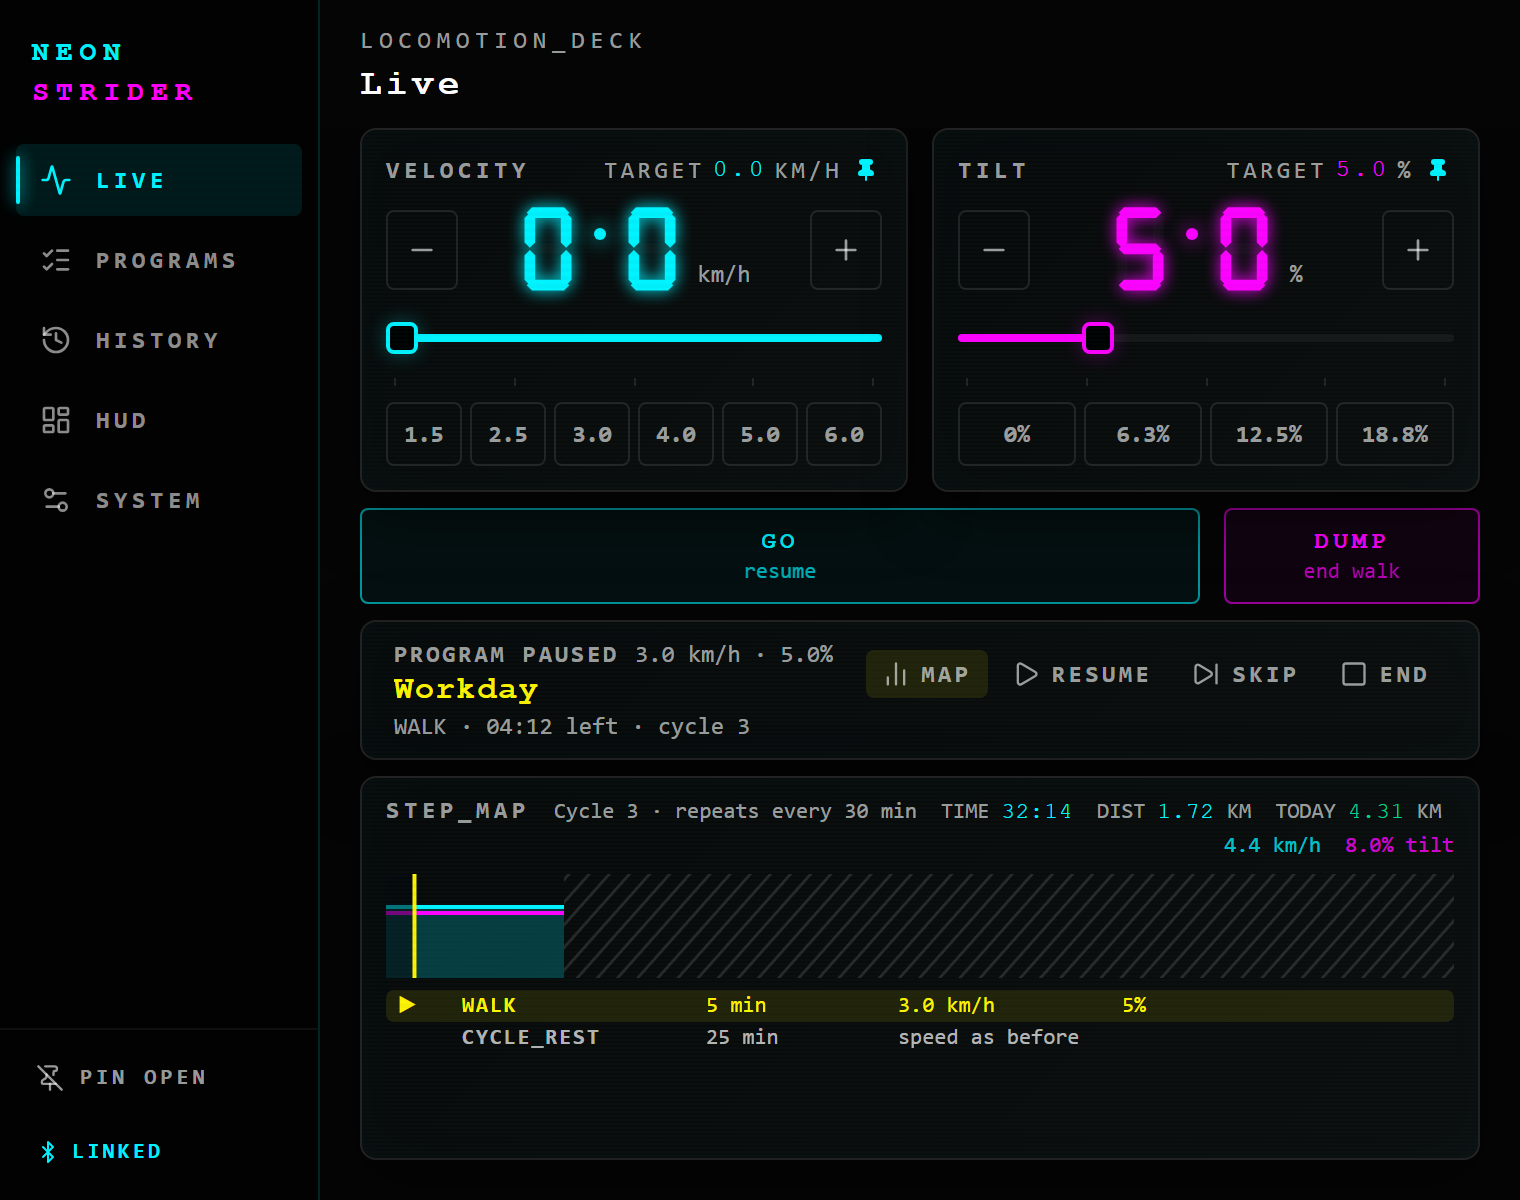 NEON
STRIDER
LIVE
PROGRAMS
HISTORY
HUD
SYSTEM
PIN OPEN
LINKED
LOCOMOTION_DECK
Live
VELOCITY TARGET 0.0 KM/H
− 0.0 km/h +
1.5 2.5 3.0 4.0 5.0 6.0
TILT TARGET 5.0 %
− 5.0 % +
0% 6.3% 12.5% 18.8%
GO
resume
DUMP
end walk
PROGRAM PAUSED 3.0 km/h · 5.0%
Workday
WALK · 04:12 left · cycle 3
MAP RESUME SKIP END
STEP_MAP Cycle 3 · repeats every 30 min TIME 32:14 DIST 1.72 KM TODAY 4.31 KM
4.4 km/h 8.0% tilt
WALK 5 min 3.0 km/h 5%
CYCLE_REST 25 min speed as before